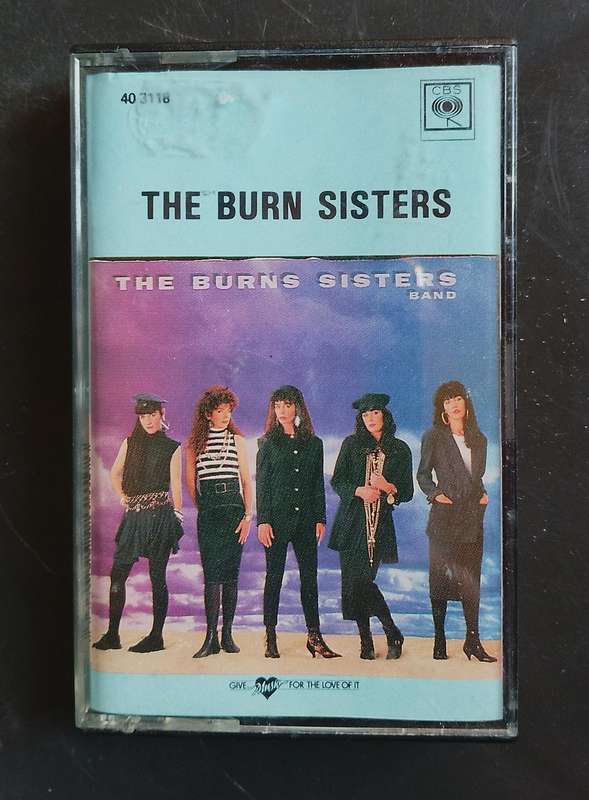 40 3118
CBS
THE BURN SISTERS
THE BURNS SISTERS
BAND
GIVE Music FOR THE LOVE OF IT